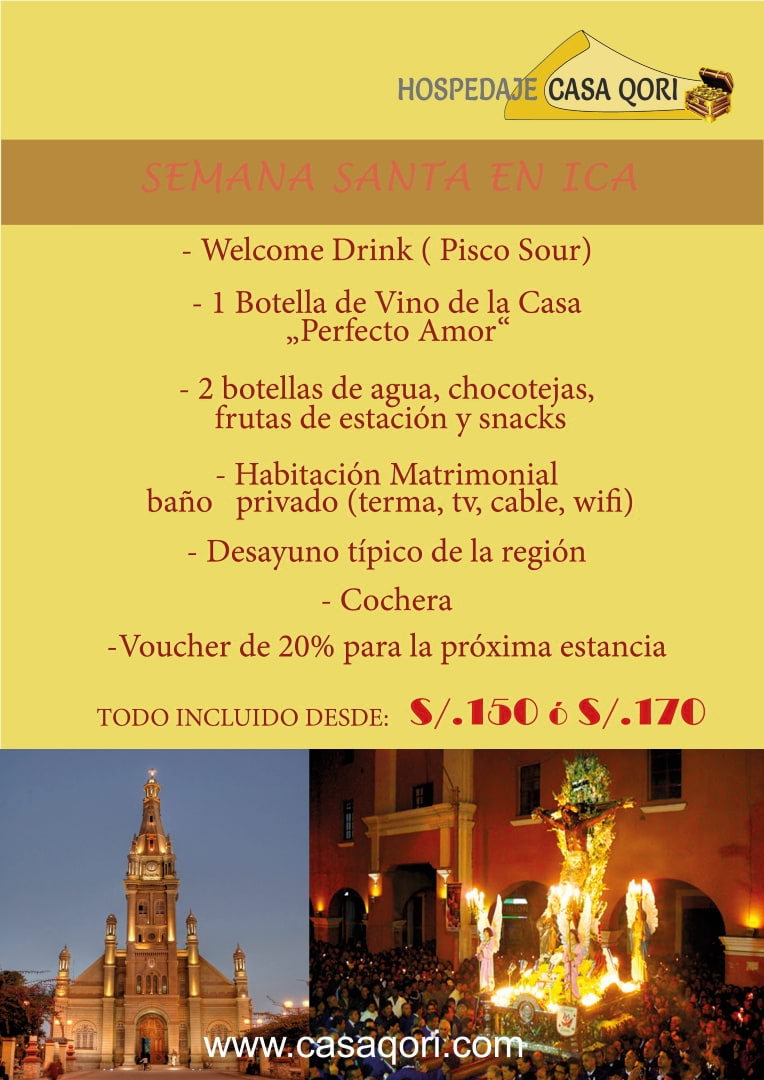 HOSPEDAJE CASA QORI
SEMANA SANTA EN ICA
- Welcome Drink ( Pisco Sour)
- 1 Botella de Vino de la Casa
„Perfecto Amor“
- 2 botellas de agua, chocotejas,
frutas de estación y snacks
- Habitación Matrimonial
baño privado (terma, tv, cable, wifi)
- Desayuno típico de la región
- Cochera
-Voucher de 20% para la próxima estancia
TODO INCLUIDO DESDE: S/.150 ó S/.170
www.casaqori.com